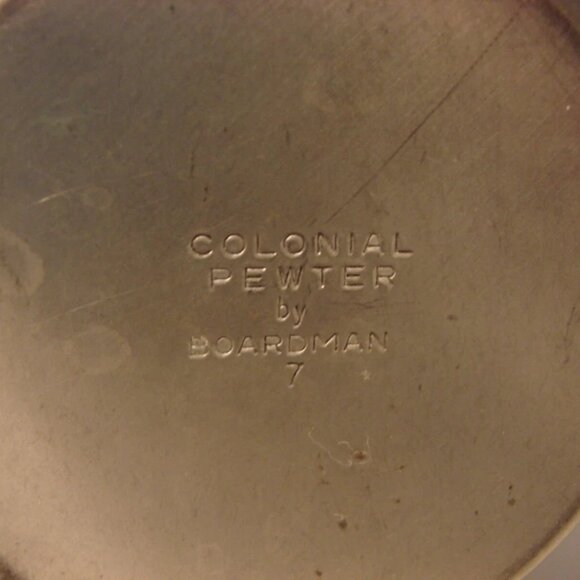 COLONIAL
PEWTER
by
BOARDMAN
7